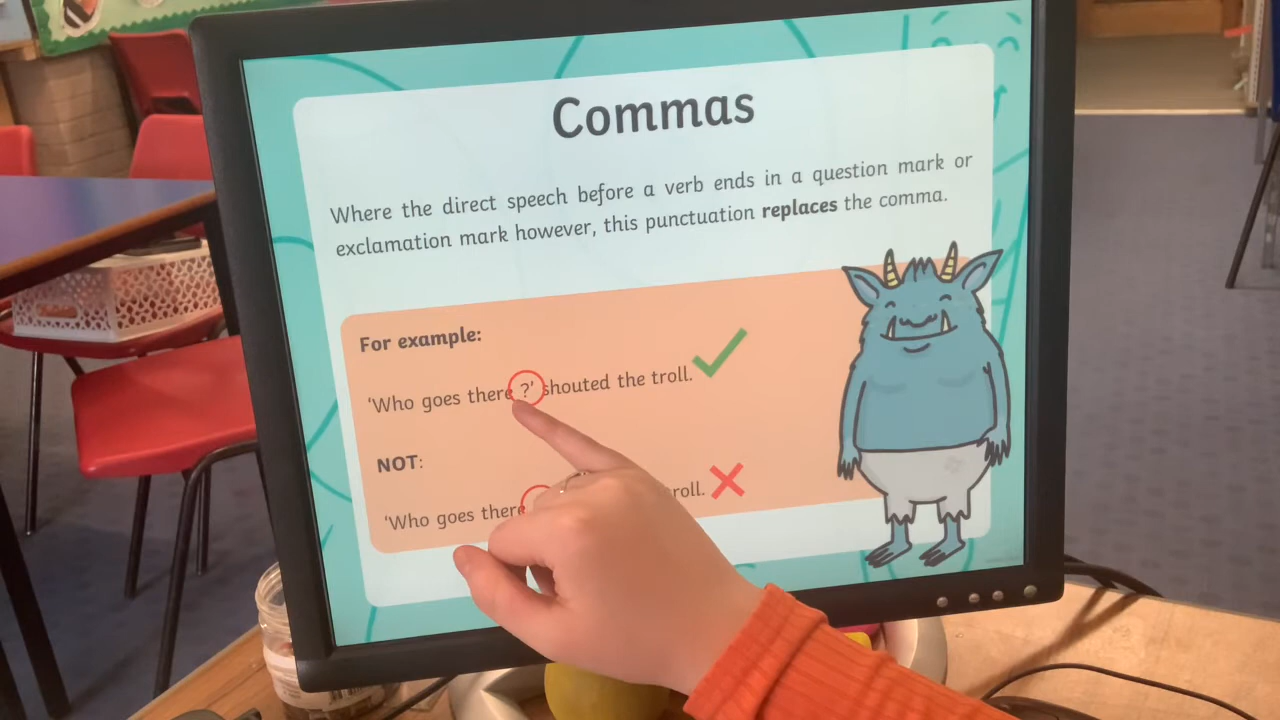 Commas
Where the direct speech before a verb ends in a question mark or
exclamation mark however, this punctuation replaces the comma.
For example:
‘Who goes there ?’ shouted the troll.
NOT:
‘Who goes there troll.